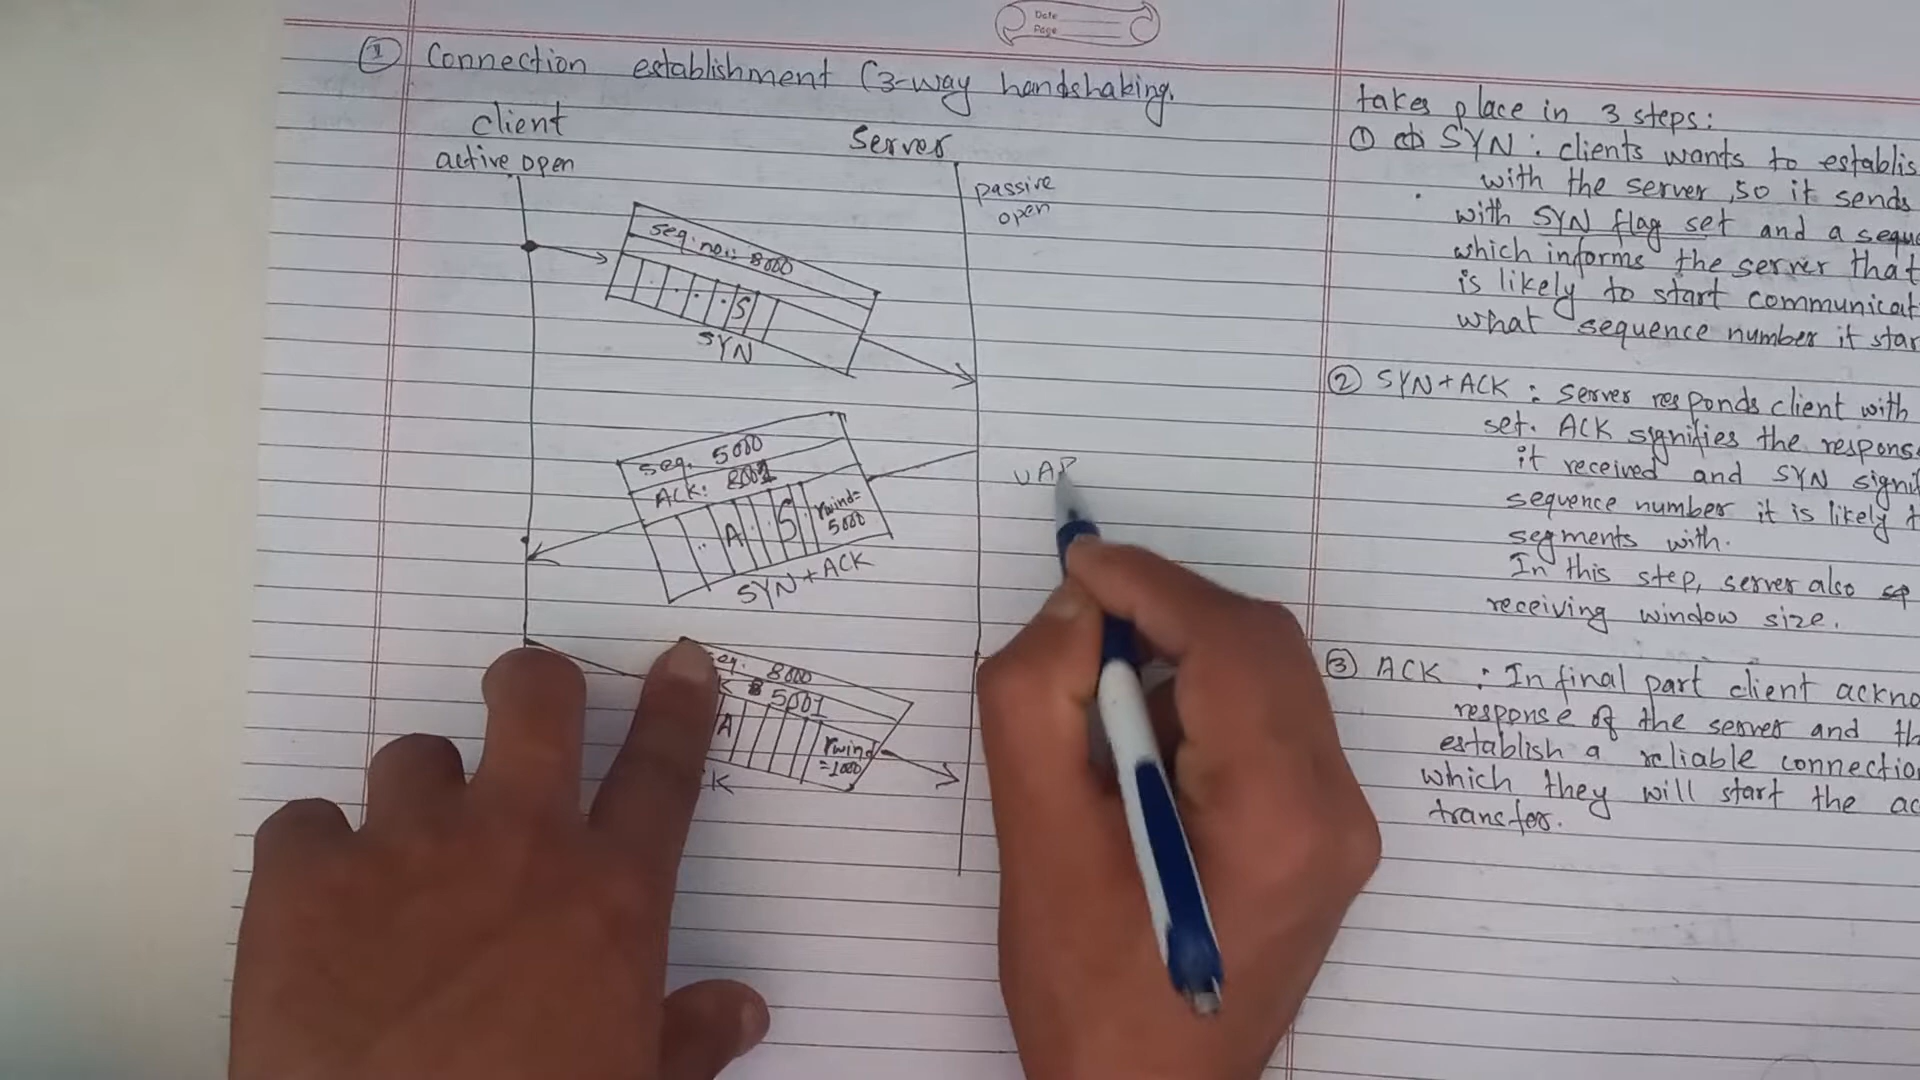 Date
Page
① Connection establishment (3-way handshaking.
client
active open
Server
passive
open
seq. no.: 8000
S
SYN
seq. 5000
ACK: 8001
A
S
rwind=
5000
SYN + ACK
UAP
seq. 8000
K 5001
A
rwind
=1000
K
takes place in 3 steps:
① SYN : clients wants to establis
with the server, so it sends
with SYN flag set and a seque
which informs the server that
is likely to start communicat
what sequence number it star
② SYN + ACK : Server responds client with
set. ACK signifies the respons
it received and SYN signi
sequence number it is likely t
segments with.
In this step, server also
receiving window size.
③ ACK : In final part client ackno
response of the server and th
establish a reliable connectio
which they will start the ac
transfer.